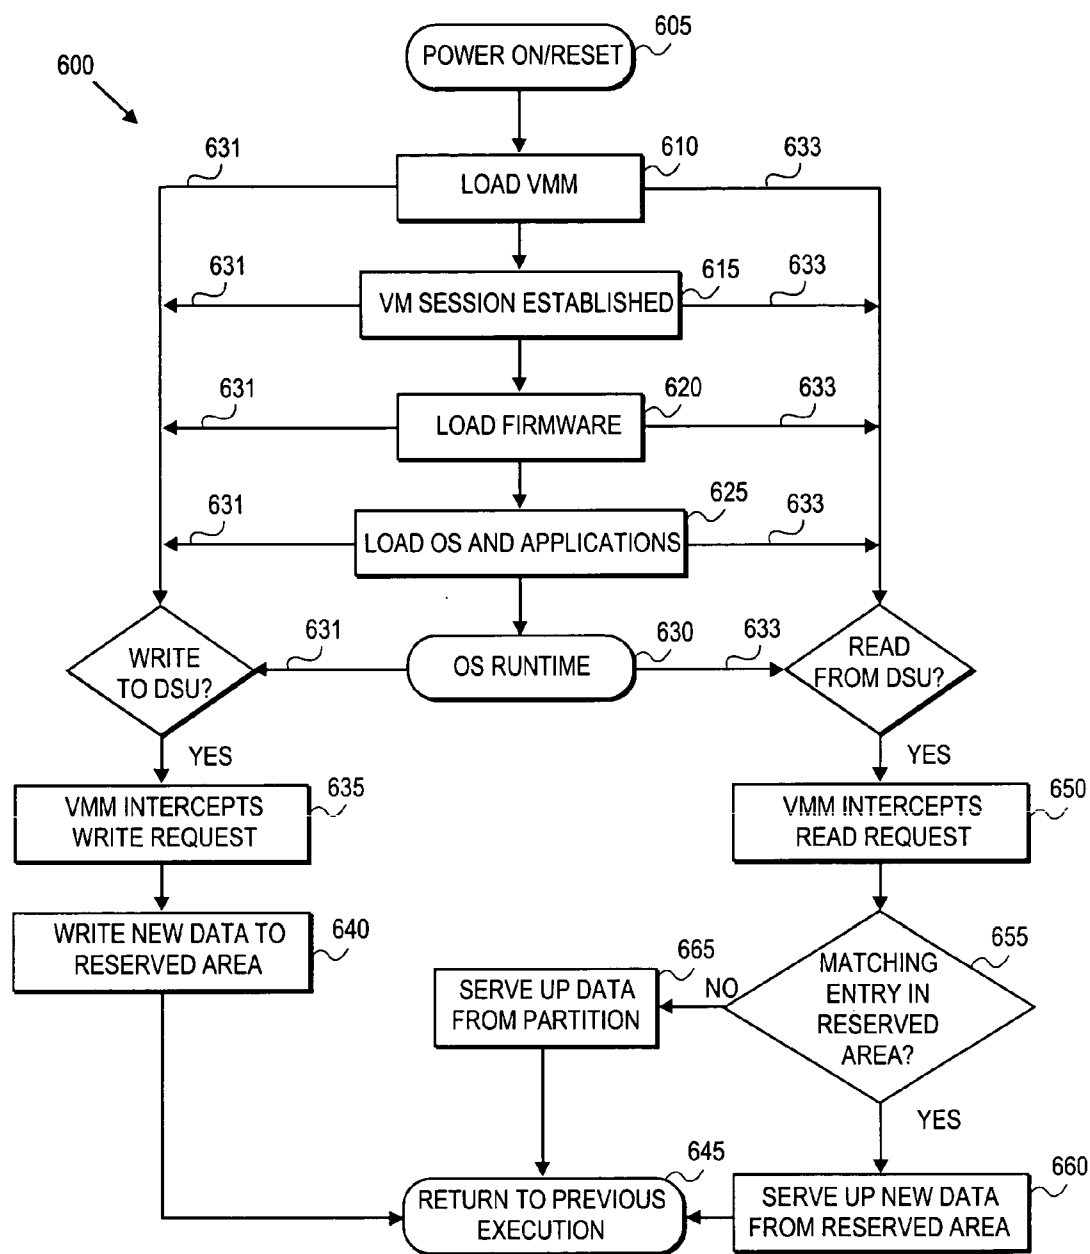 605
POWER ON/RESET
600
631
610
633
LOAD VMM
631
615
633
VM SESSION ESTABLISHED
631
620
633
LOAD FIRMWARE
631
625
633
LOAD OS AND APPLICATIONS
631
630
633
WRITE
TO DSU?
OS RUNTIME
READ
FROM DSU?
YES
YES
635
VMM INTERCEPTS
WRITE REQUEST
650
VMM INTERCEPTS
READ REQUEST
640
WRITE NEW DATA TO
RESERVED AREA
665
SERVE UP DATA
FROM PARTITION
NO
655
MATCHING
ENTRY IN
RESERVED
AREA?
YES
645
RETURN TO PREVIOUS
EXECUTION
660
SERVE UP NEW DATA
FROM RESERVED AREA